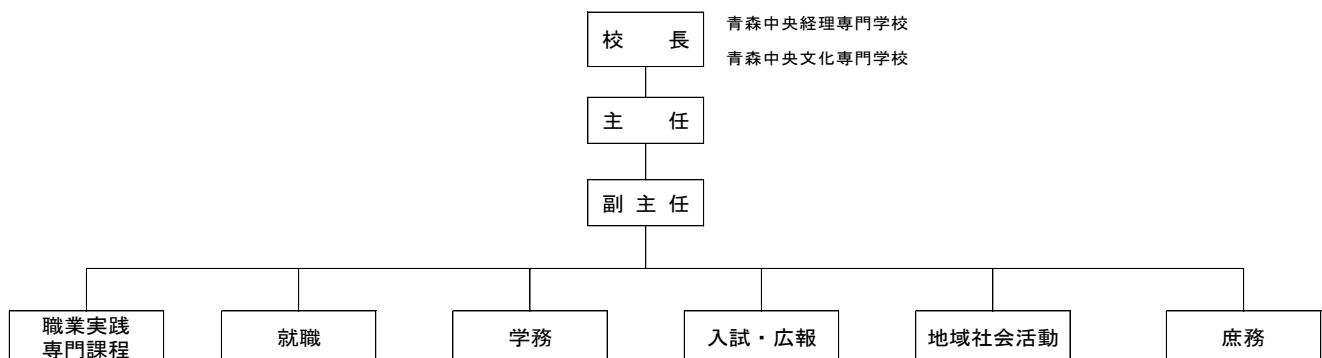 校　長
青森中央経理専門学校
青森中央文化専門学校
主　任
副 主 任
職業実践
専門課程
就職
学務
入試・広報
地域社会活動
庶務